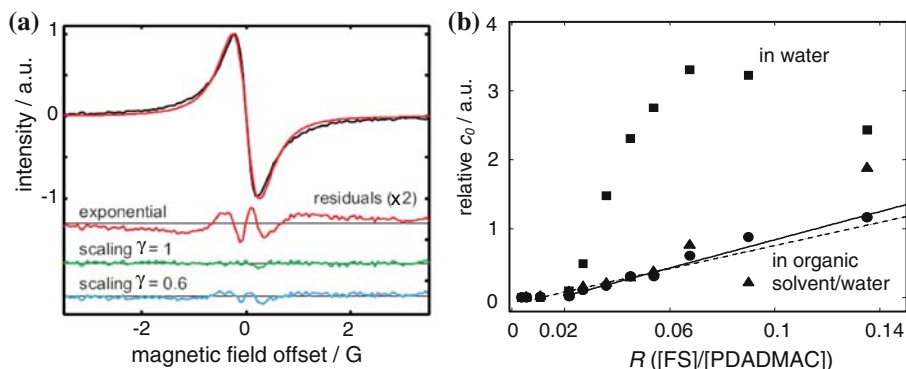 (a)
intensity / a.u.
1
0
-1
exponential
residuals (x2)
scaling γ = 1
scaling γ = 0.6
-2
0
2
magnetic field offset / G
(b)
relative c0 / a.u.
4
3
2
1
0
in water
in organic
solvent/water
0
0.02
0.06
0.1
0.14
R ([FS]/[PDADMAC])